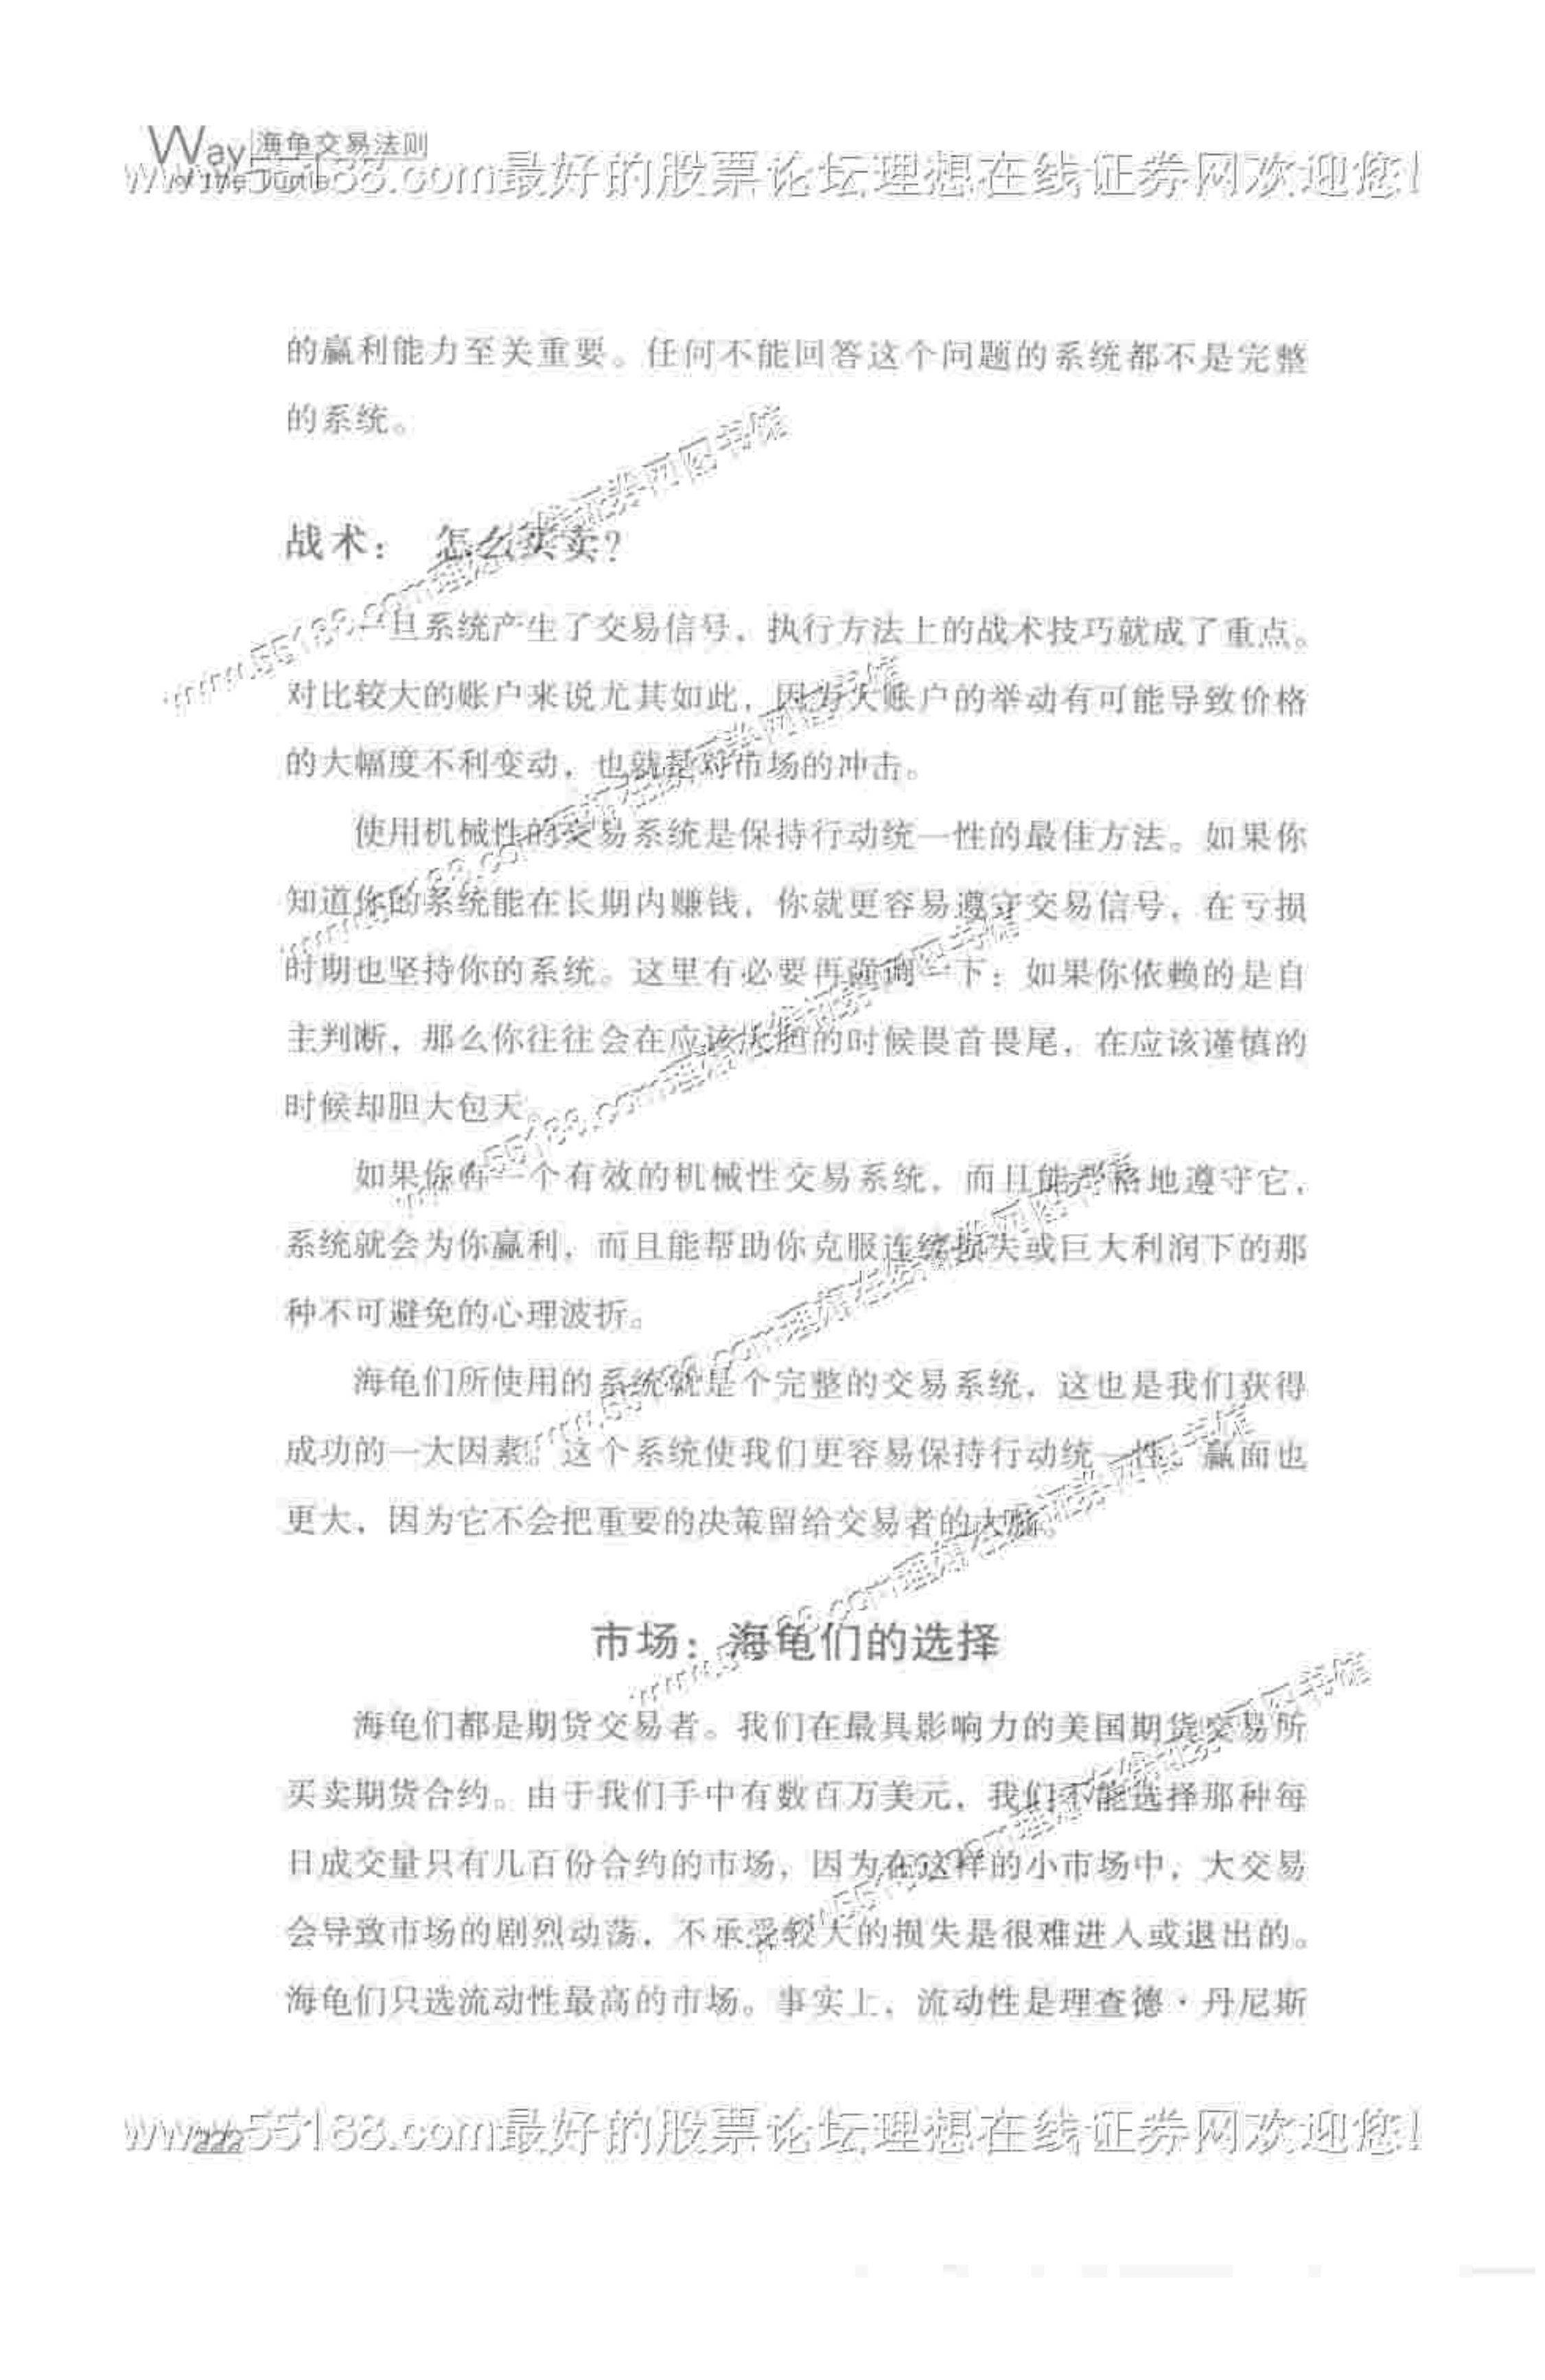 Way 海龟交易法则
of the Turtle
www.55188.com最好的股票论坛理想在线证券网欢迎您!
的赢利能力至关重要。任何不能回答这个问题的系统都不是完整
的系统。
战术： 怎么买卖？
一旦系统产生了交易信号，执行方法上的战术技巧就成了重点。
对比较大的账户来说尤其如此，因为大账户的举动有可能导致价格
的大幅度不利变动，也就是对市场的冲击。
使用机械性的交易系统是保持行动统一性的最佳方法。如果你
知道你的系统能在长期内赚钱，你就更容易遵守交易信号，在亏损
时期也坚持你的系统。这里有必要再强调一下：如果你依赖的是自
主判断，那么你往往会在应该大胆的时候畏首畏尾，在应该谨慎的
时候却胆大包天。
如果你有一个有效的机械性交易系统，而且能严格地遵守它，
系统就会为你赢利，而且能帮助你克服连续损失或巨大利润下的那
种不可避免的心理波折。
海龟们所使用的系统就是个完整的交易系统，这也是我们获得
成功的一大因素。这个系统使我们更容易保持行动统一性，赢面也
更大，因为它不会把重要的决策留给交易者的大脑。
市场：海龟们的选择
海龟们都是期货交易者。我们在最具影响力的美国期货交易所
买卖期货合约。由于我们手中有数百万美元，我们不能选择那种每
日成交量只有几百份合约的市场，因为在这样的小市场中，大交易
会导致市场的剧烈动荡，不承受较大的损失是很难进入或退出的。
海龟们只选流动性最高的市场。事实上，流动性是理查德·丹尼斯
www.55188.com最好的股票论坛理想在线证券网欢迎您!